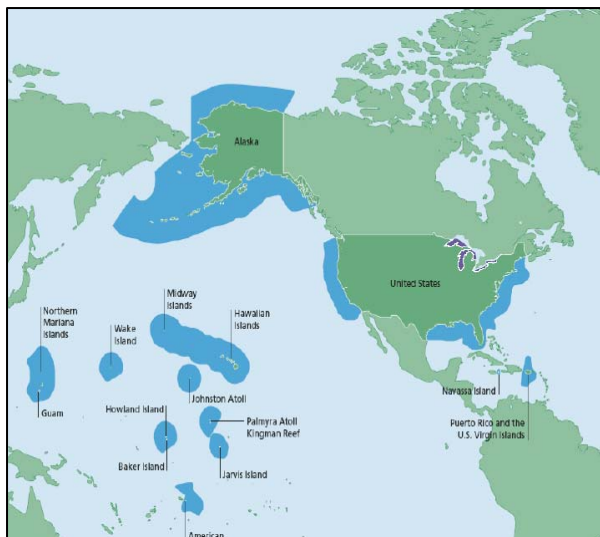 Alaska
United States
Midway
Islands
Hawaiian
Islands
Northern
Mariana
Islands
Wake
Island
Guam
Johnston Atoll
Howland Island
Palmyra Atoll
Kingman Reef
Baker Island
Jarvis Island
American
Navassa Island
Puerto Rico and the
U.S. Virgin Islands